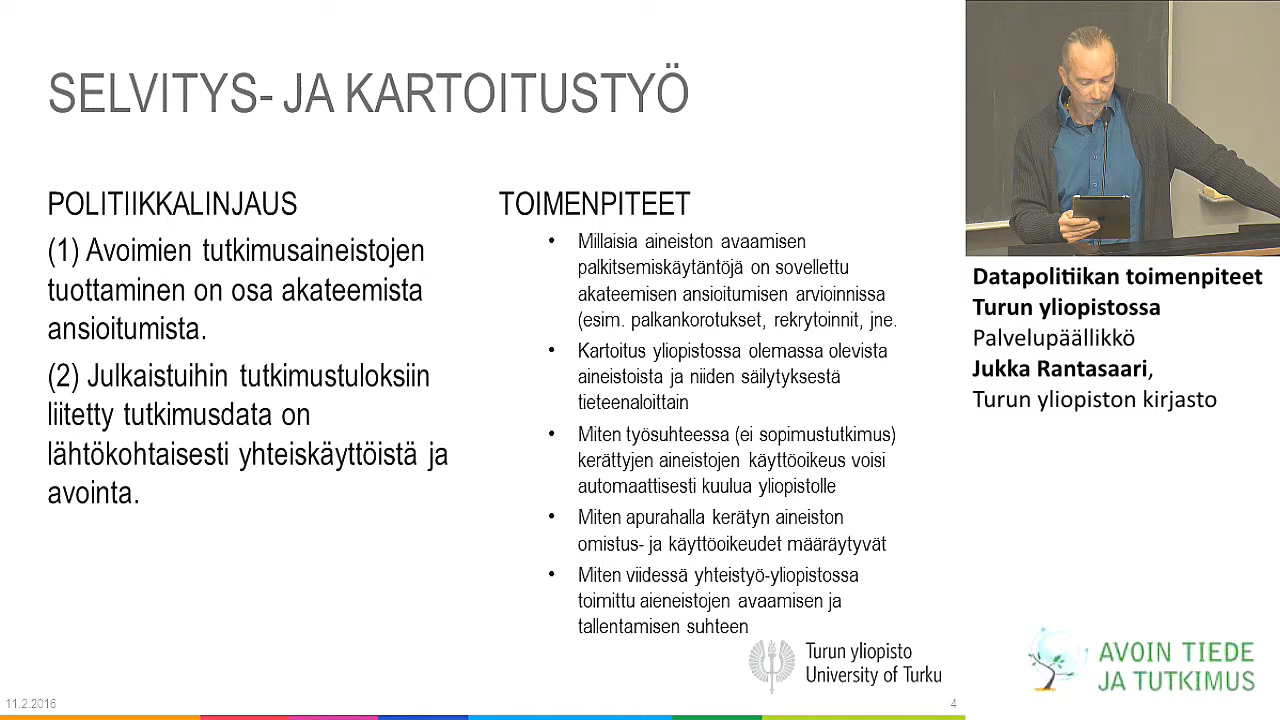 SELVITYS- JA KARTOITUSTYÖ
POLITIIKKALINJAUS
(1) Avoimien tutkimusaineistojen
tuottaminen on osa akateemista
ansioitumista.
(2) Julkaistuihin tutkimustuloksiin
liitetty tutkimusdata on
lähtökohtaisesti yhteiskäyttöistä ja
avointa.
TOIMENPITEET
• Millaisia aineiston avaamisen
palkitsemiskäytäntöjä on sovellettu
akateemisen ansioitumisen arvioinnissa
(esim. palkankorotukset, rekrytoinnit, jne.
• Kartoitus yliopistossa olemassa olevista
aineistoista ja niiden säilytyksestä
tieteenaloittain
• Miten työsuhteessa (ei sopimustutkimus)
kerättyjen aineistojen käyttöoikeus voisi
automaattisesti kuulua yliopistolle
• Miten apurahalla kerätyn aineiston
omistus- ja käyttöoikeudet määräytyvät
• Miten viidessä yhteistyö-yliopistossa
toimittu aieneistojen avaamisen ja
tallentamisen suhteen
Turun yliopisto
University of Turku
11.2.2016
4
Datapolitiikan toimenpiteet
Turun yliopistossa
Palvelupäällikkö
Jukka Rantasaari,
Turun yliopiston kirjasto
AVOIN TIEDE
JA TUTKIMUS